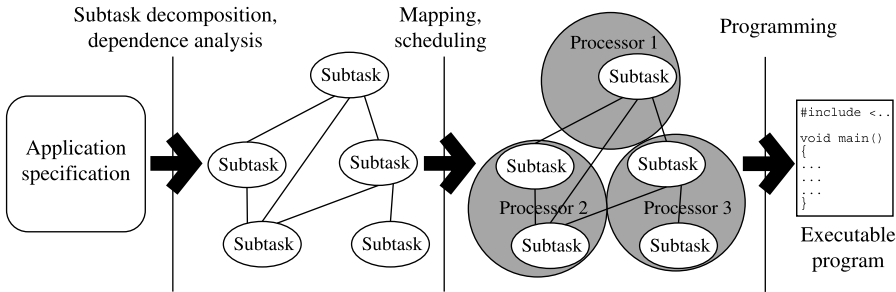 Subtask decomposition,
dependence analysis
Mapping,
scheduling
Programming
Application
specification
Subtask
Subtask
Subtask
Subtask
Subtask
Processor 1
Subtask
Subtask
Subtask
Processor 2
Processor 3
Subtask
Subtask
#include <..
void main()
{
...
...
...
}
Executable
program